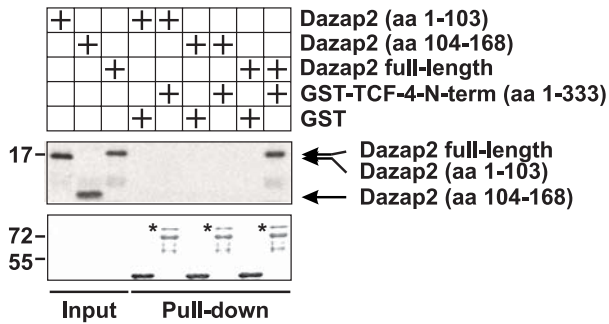 + + + Dazap2 (aa 1-103)
+ + + Dazap2 (aa 104-168)
+ + + Dazap2 full-length
+ + + GST-TCF-4-N-term (aa 1-333)
+ + + GST
17 Dazap2 full-length
Dazap2 (aa 1-103)
Dazap2 (aa 104-168)
* * *
72
55
Input Pull-down